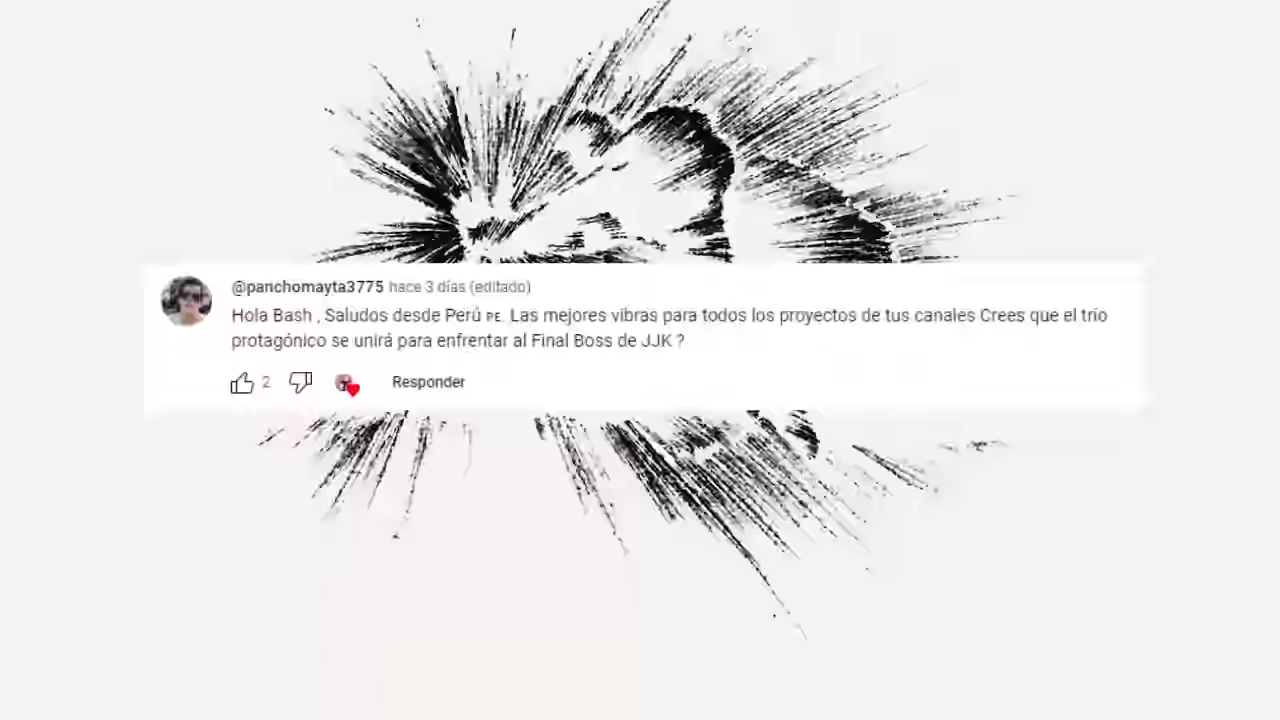 @panchomayta3775 hace 3 días (editado)
Hola Bash , Saludos desde Perú PE. Las mejores vibras para todos los proyectos de tus canales Crees que el trío
protagónico se unirá para enfrentar al Final Boss de JJK ?
2 Responder